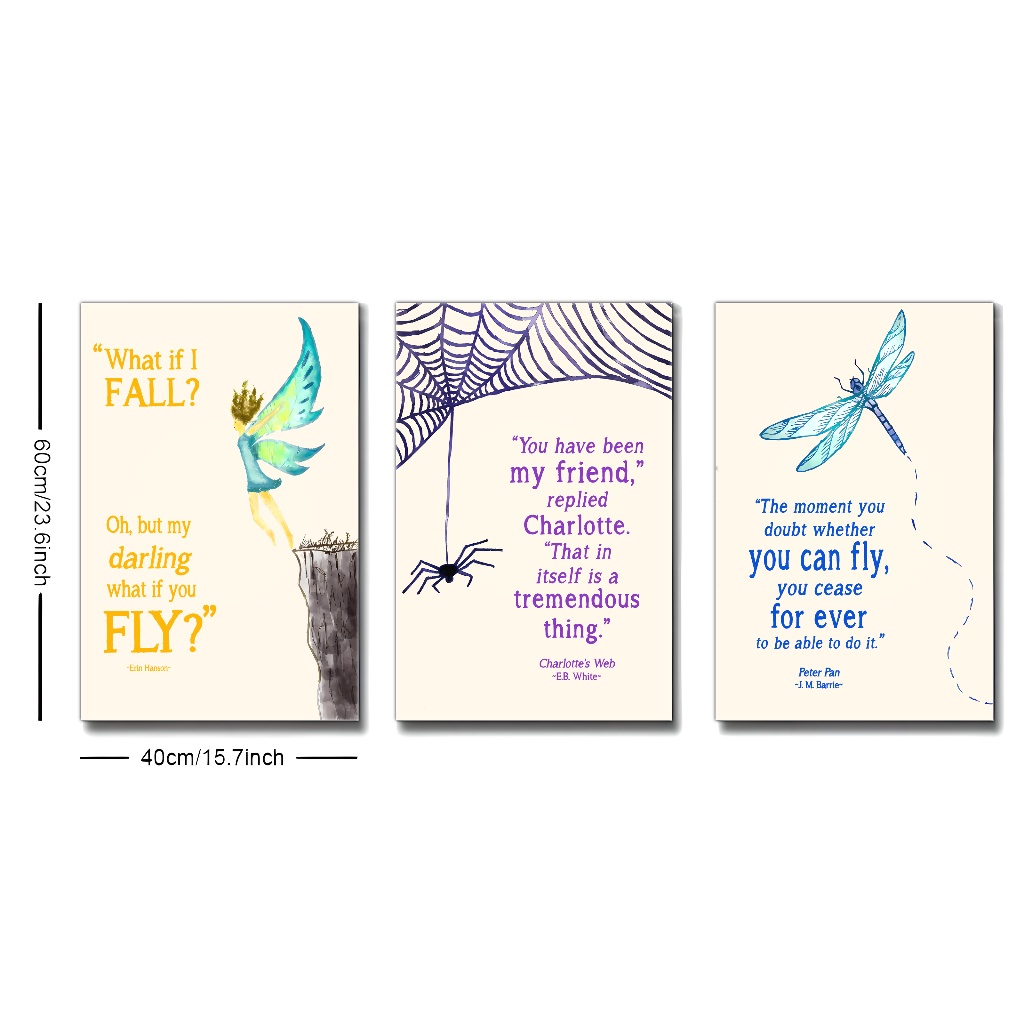 “What if I
FALL?
Oh, but my
darling
what if you
FLY?”
~Erin Hanson~
“You have been
my friend,”
replied
Charlotte.
“That in
itself is a
tremendous
thing.”
Charlotte's Web
~E.B. White~
“The moment you
doubt whether
you can fly,
you cease
for ever
to be able to do it.”
Peter Pan
~J. M. Barrie~
60cm/23.6inch
40cm/15.7inch